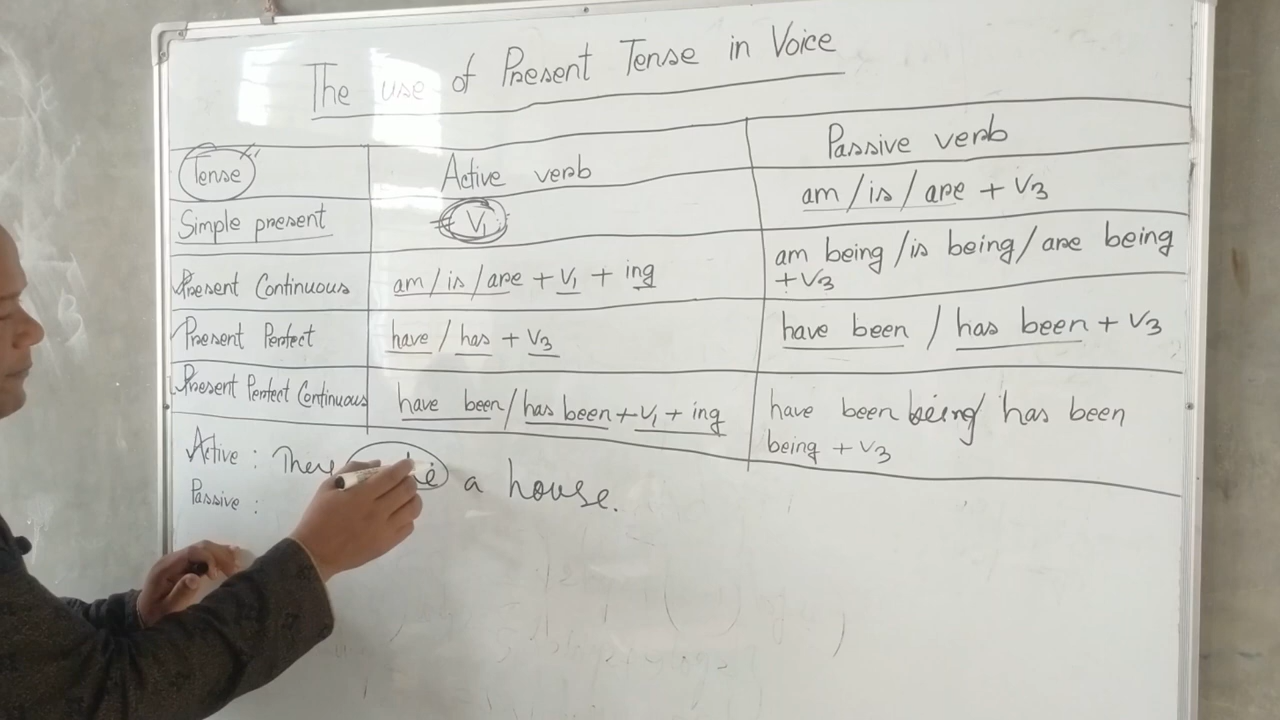 The use of Present Tense in Voice
Tense Active verb Passive verb
Simple present V1 am / is / are + V3
Present Continuous am / is / are + V1 + ing am being / is being / are being
+ V3
Present Perfect have / has + V3 have been / has been + V3
Present Perfect Continuous have been / has been + V1 + ing have been being / has been
being + V3
Active : a house.
Passive :